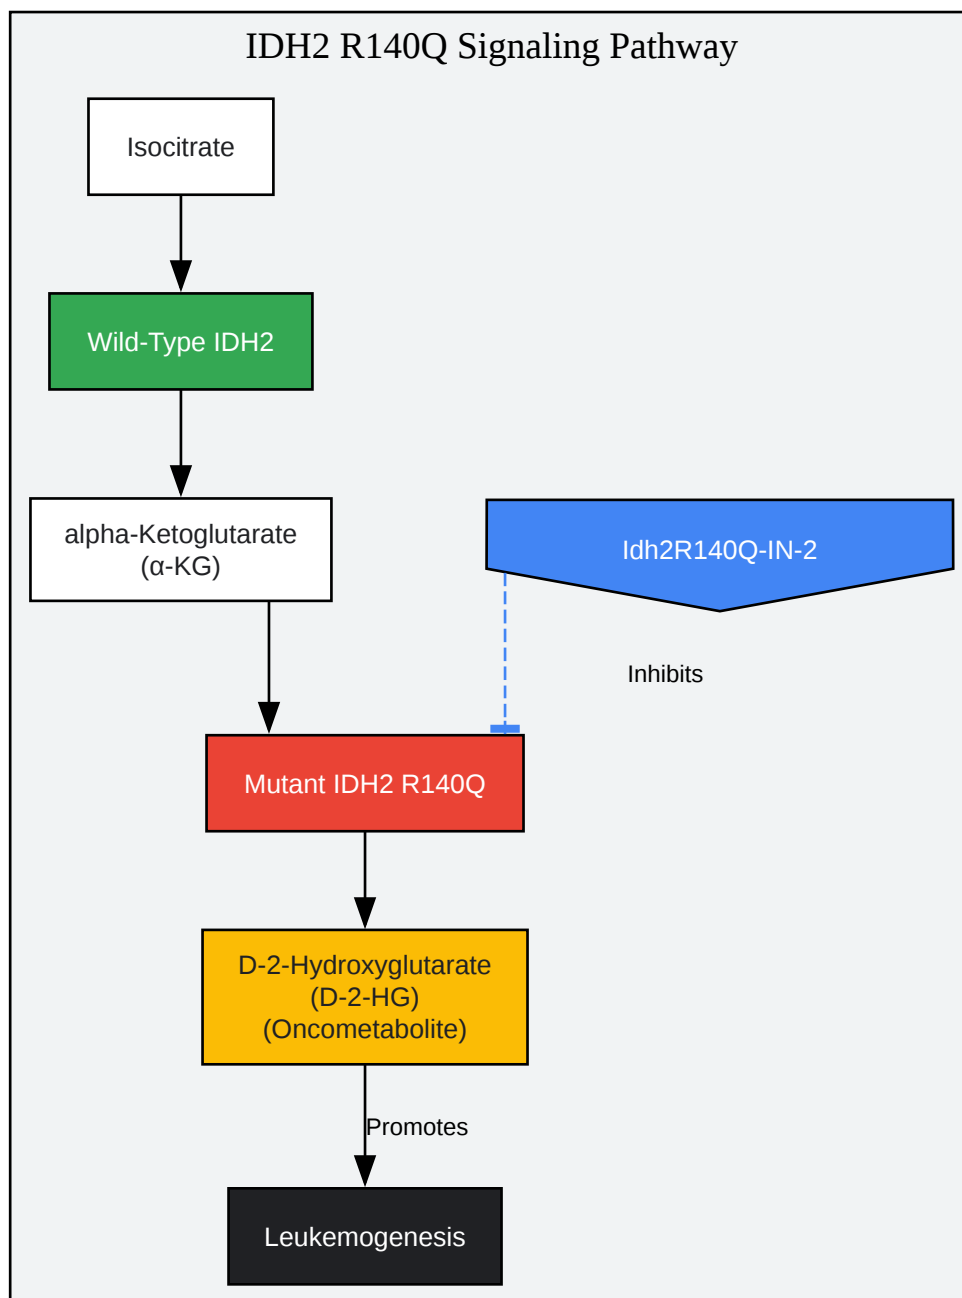 IDH2 R140Q Signaling Pathway
Isocitrate
Wild-Type IDH2
alpha-Ketoglutarate
(α-KG)
Idh2R140Q-IN-2
Inhibits
Mutant IDH2 R140Q
D-2-Hydroxyglutarate
(D-2-HG)
(Oncometabolite)
Promotes
Leukemogenesis